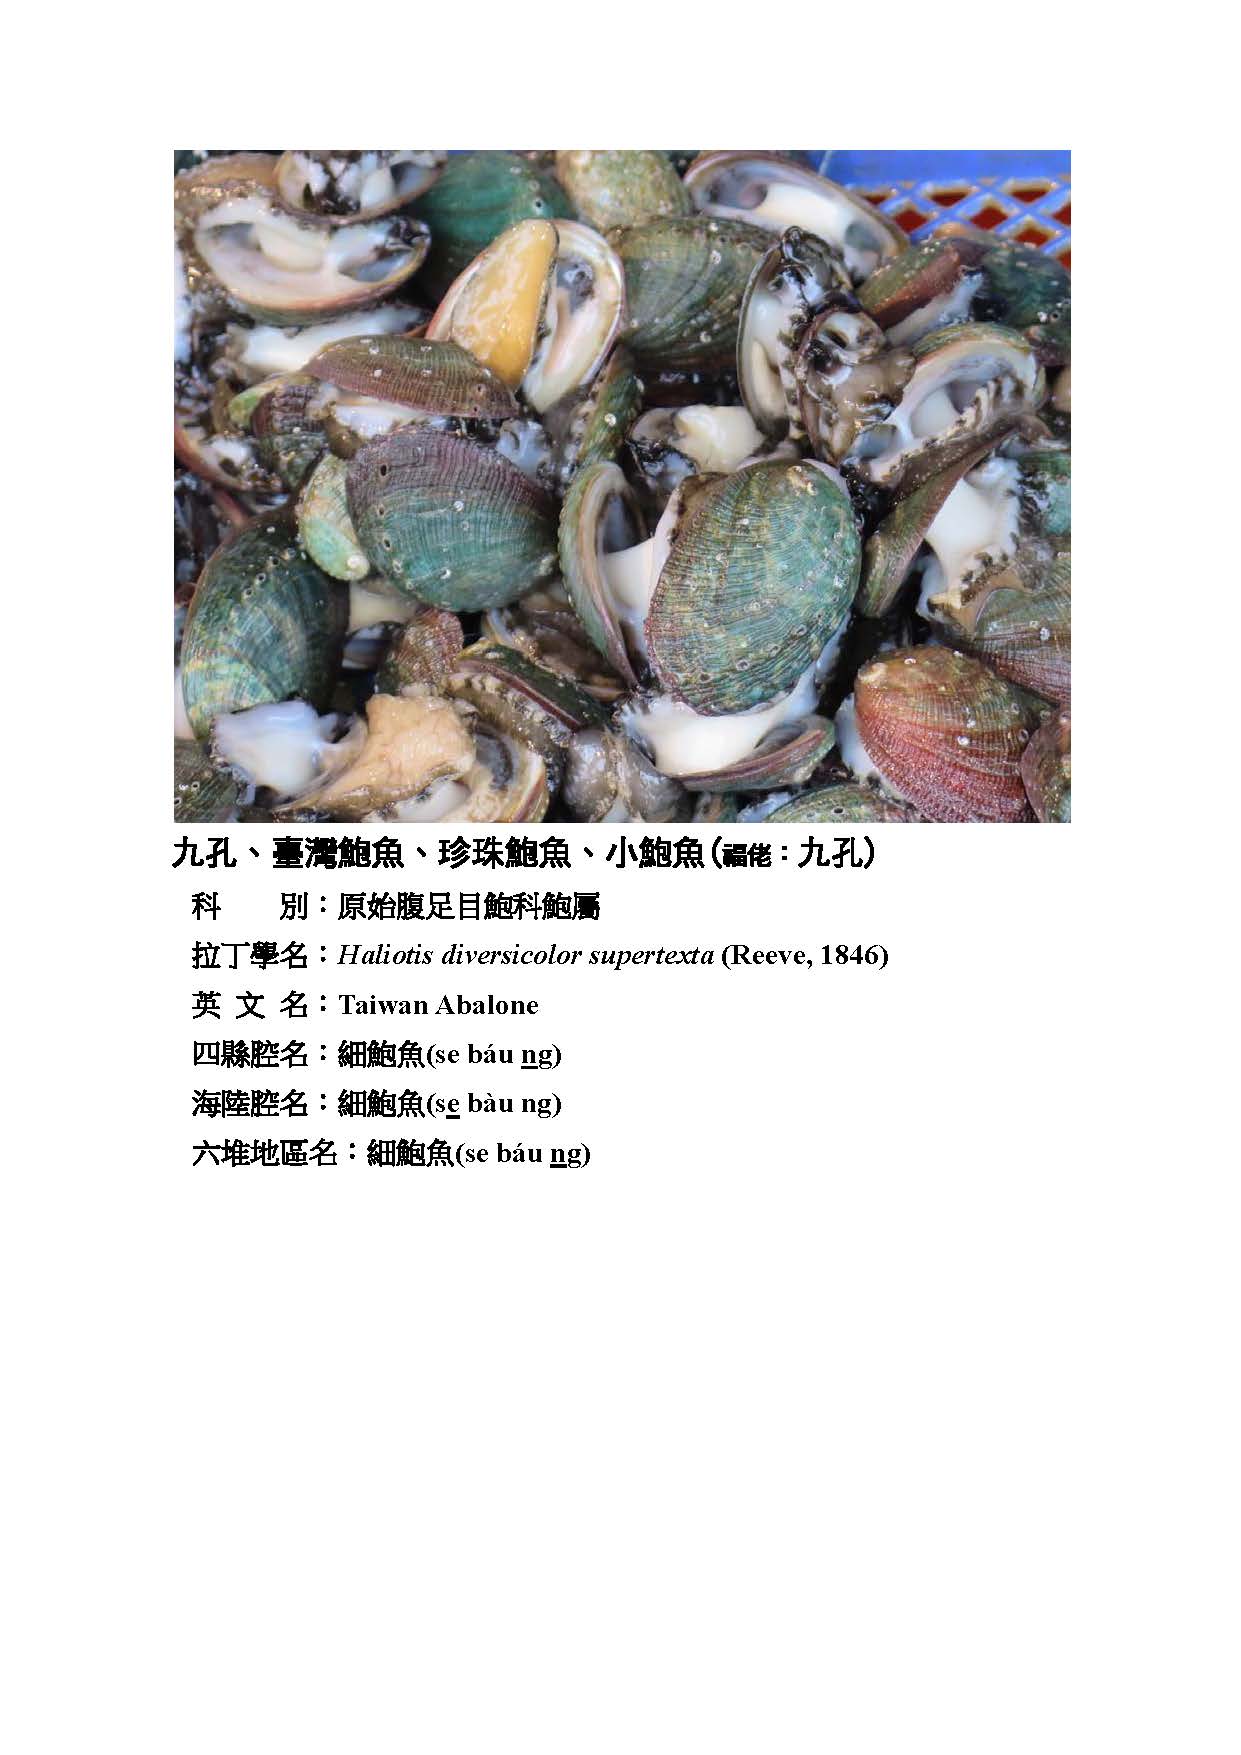 九孔、臺灣鮑魚、珍珠鮑魚、小鮑魚(福佬：九孔)
科　　別：原始腹足目鮑科鮑屬
拉丁學名：Haliotis diversicolor supertexta (Reeve, 1846)
英 文 名：Taiwan Abalone
四縣腔名：細鮑魚(se báu ng)
海陸腔名：細鮑魚(se bàu ng)
六堆地區名：細鮑魚(se báu ng)